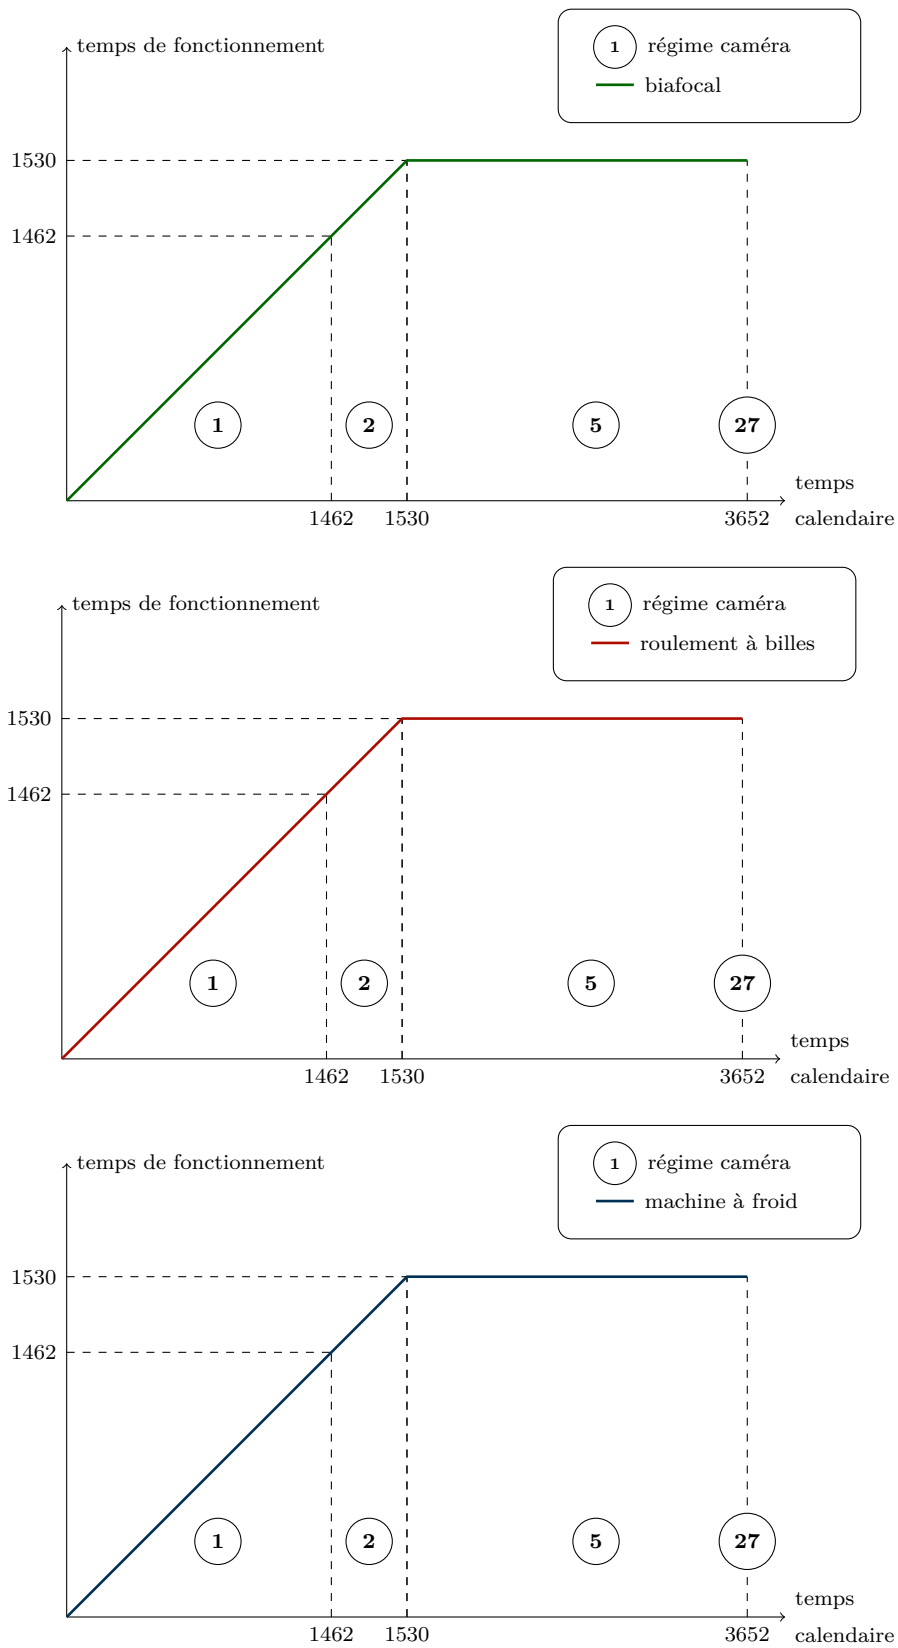 temps de fonctionnement
1 régime caméra
biafocal
1530
1462
1 2 5 27
temps
calendaire
1462 1530 3652
temps de fonctionnement
1 régime caméra
roulement à billes
1530
1462
1 2 5 27
temps
calendaire
1462 1530 3652
temps de fonctionnement
1 régime caméra
machine à froid
1530
1462
1 2 5 27
temps
calendaire
1462 1530 3652